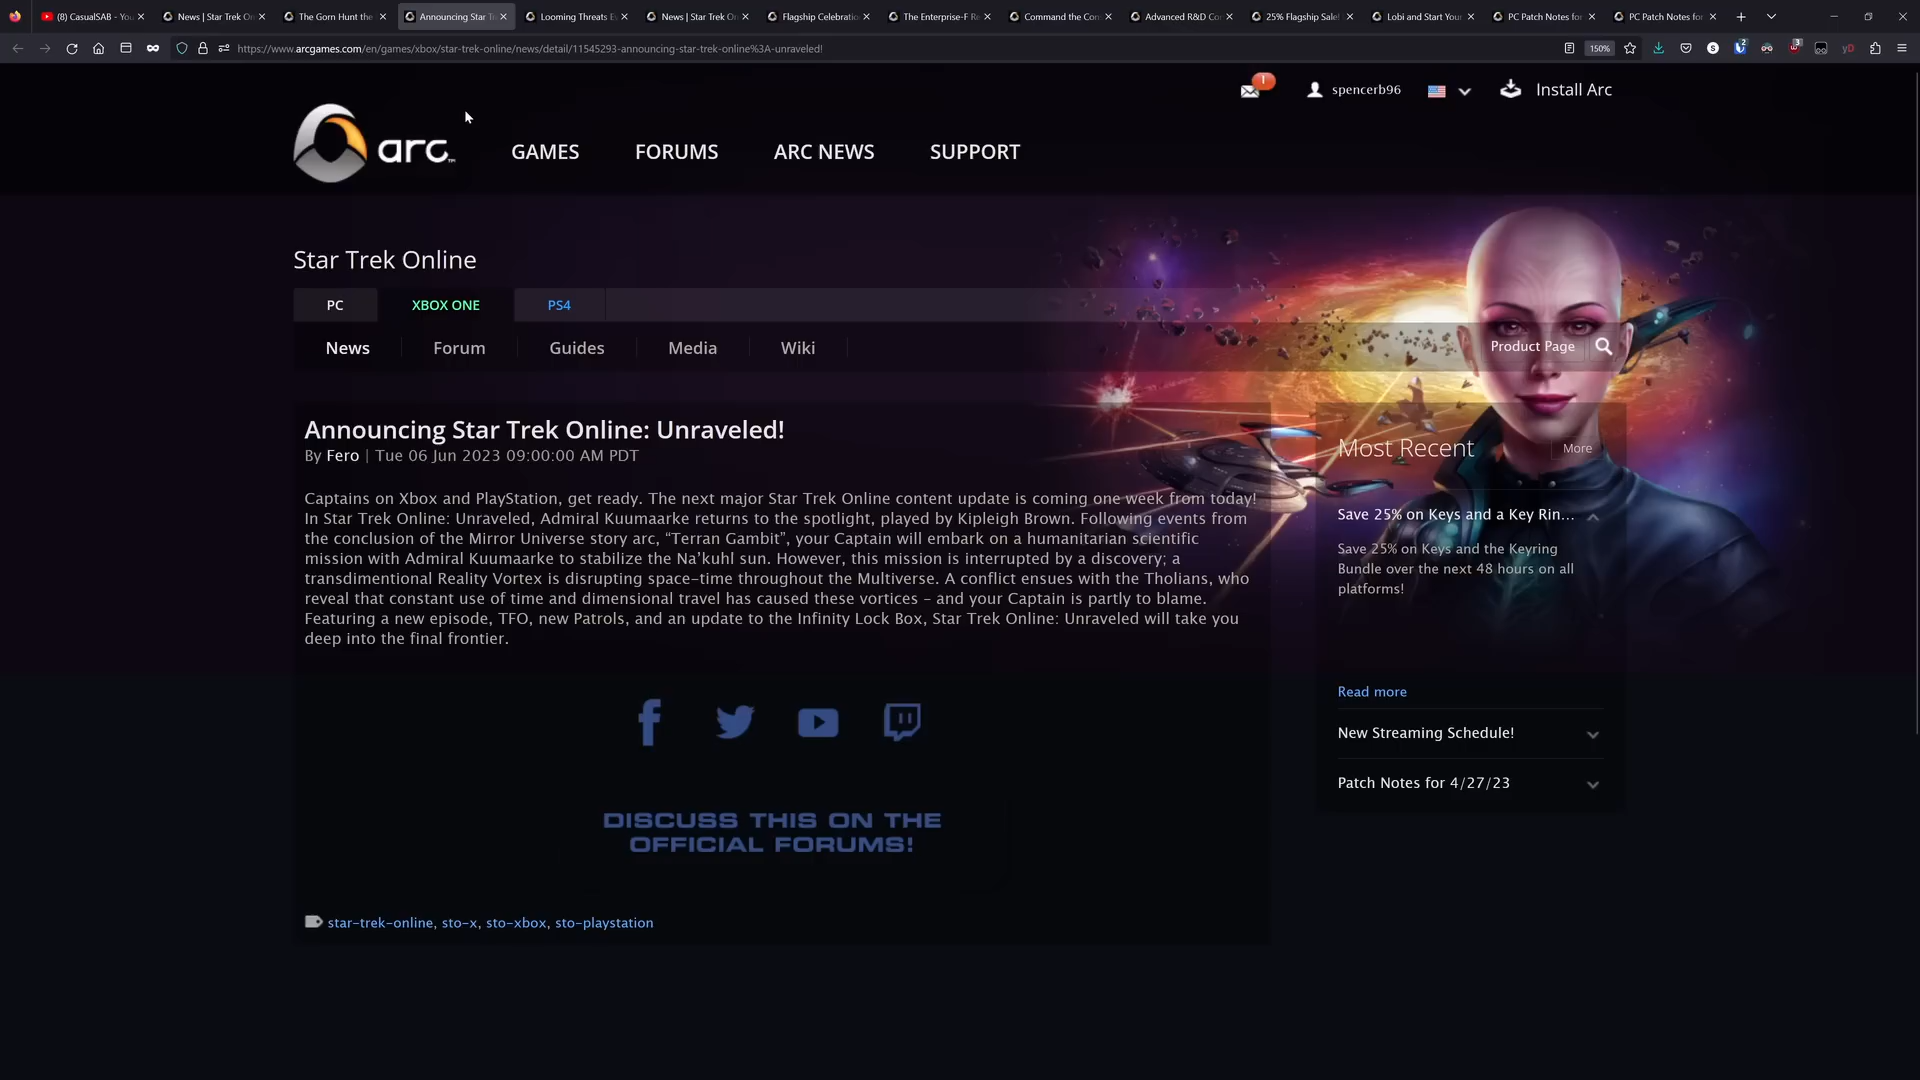 (8) CasualSAB - You
News | Star Trek On
The Gorn Hunt the
Announcing Star T
Looming Threats E
News | Star Trek On
Flagship Celebratio
The Enterprise-F Re
Command the Con
Advanced R&D Co
25% Flagship Sale!
Lobi and Start Your
PC Patch Notes for
PC Patch Notes for
https://www.arcgames.com/en/games/xbox/star-trek-online/news/detail/11545293-announcing-star-trek-online%3A-unraveled!
150%
1
spencerb96
Install Arc
arc
GAMES
FORUMS
ARC NEWS
SUPPORT
Star Trek Online
PC
XBOX ONE
PS4
News
Forum
Guides
Media
Wiki
Product Page
Announcing Star Trek Online: Unraveled!
By Fero | Tue 06 Jun 2023 09:00:00 AM PDT
Captains on Xbox and PlayStation, get ready. The next major Star Trek Online content update is coming one week from today!
In Star Trek Online: Unraveled, Admiral Kuumaarke returns to the spotlight, played by Kipleigh Brown. Following events from
the conclusion of the Mirror Universe story arc, “Terran Gambit”, your Captain will embark on a humanitarian scientific
mission with Admiral Kuumaarke to stabilize the Na’kuhl sun. However, this mission is interrupted by a discovery; a
transdimentional Reality Vortex is disrupting space-time throughout the Multiverse. A conflict ensues with the Tholians, who
reveal that constant use of time and dimensional travel has caused these vortices – and your Captain is partly to blame.
Featuring a new episode, TFO, new Patrols, and an update to the Infinity Lock Box, Star Trek Online: Unraveled will take you
deep into the final frontier.
DISCUSS THIS ON THE
OFFICIAL FORUMS!
star-trek-online, sto-x, sto-xbox, sto-playstation
Most Recent
More
Save 25% on Keys and a Key Rin...
Save 25% on Keys and the Keyring
Bundle over the next 48 hours on all
platforms!
Read more
New Streaming Schedule!
Patch Notes for 4/27/23